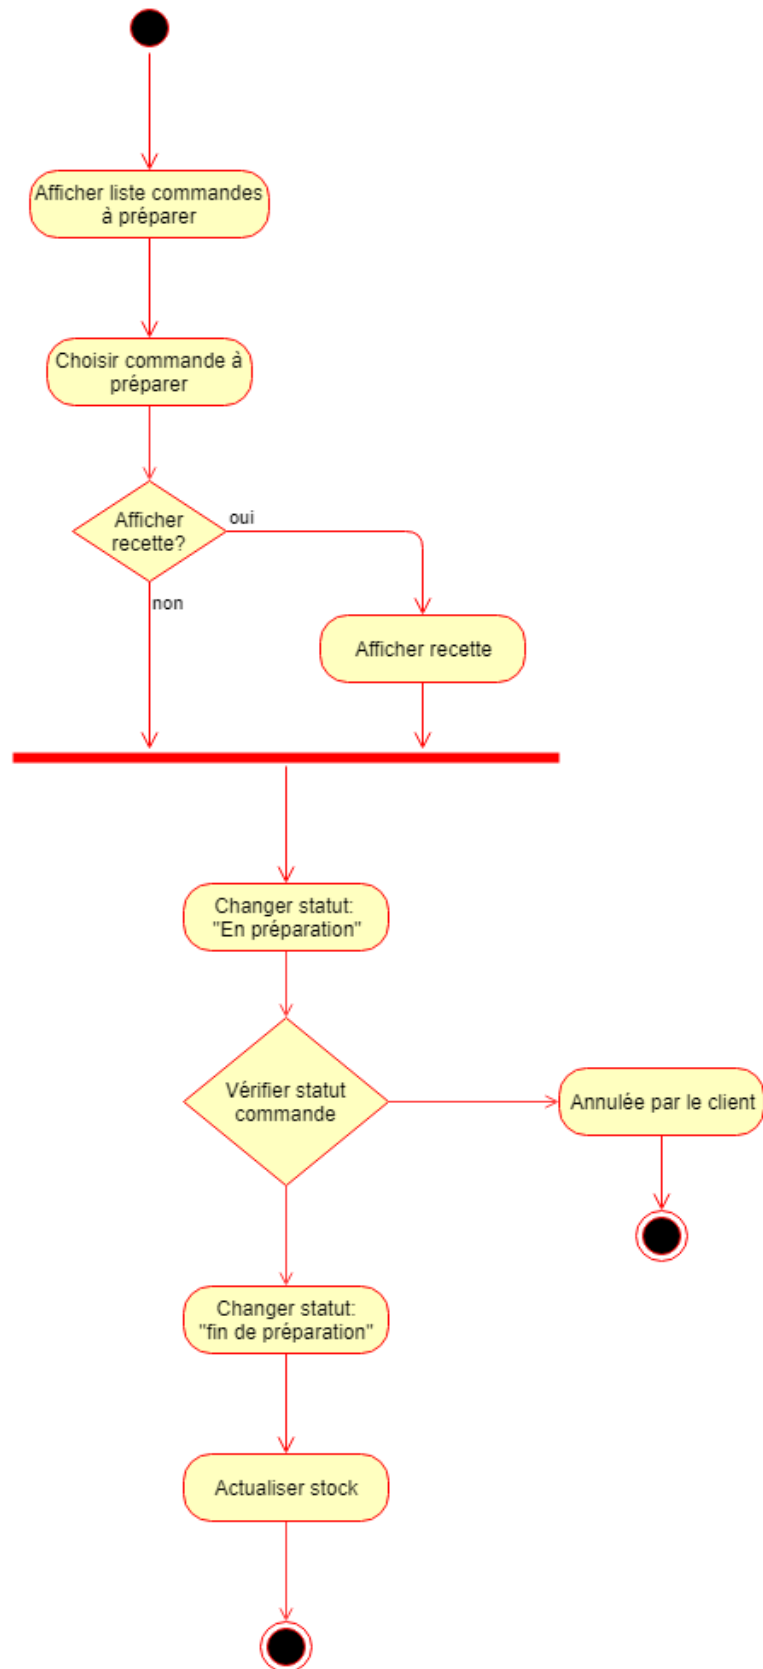 Afficher liste commandes
à préparer
Choisir commande à
préparer
Afficher
recette?
oui
non
Afficher recette
Changer statut:
"En préparation"
Vérifier statut
commande
Annulée par le client
Changer statut:
"fin de préparation"
Actualiser stock